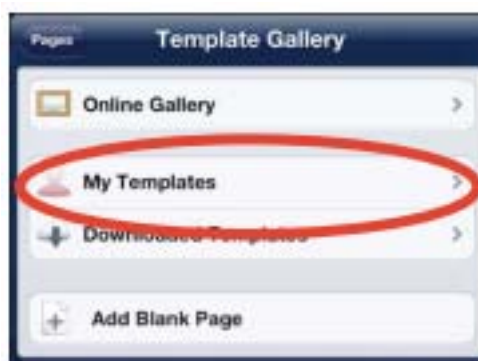 Pages
Template Gallery
Online Gallery
My Templates
Downloaded Templates
Add Blank Page